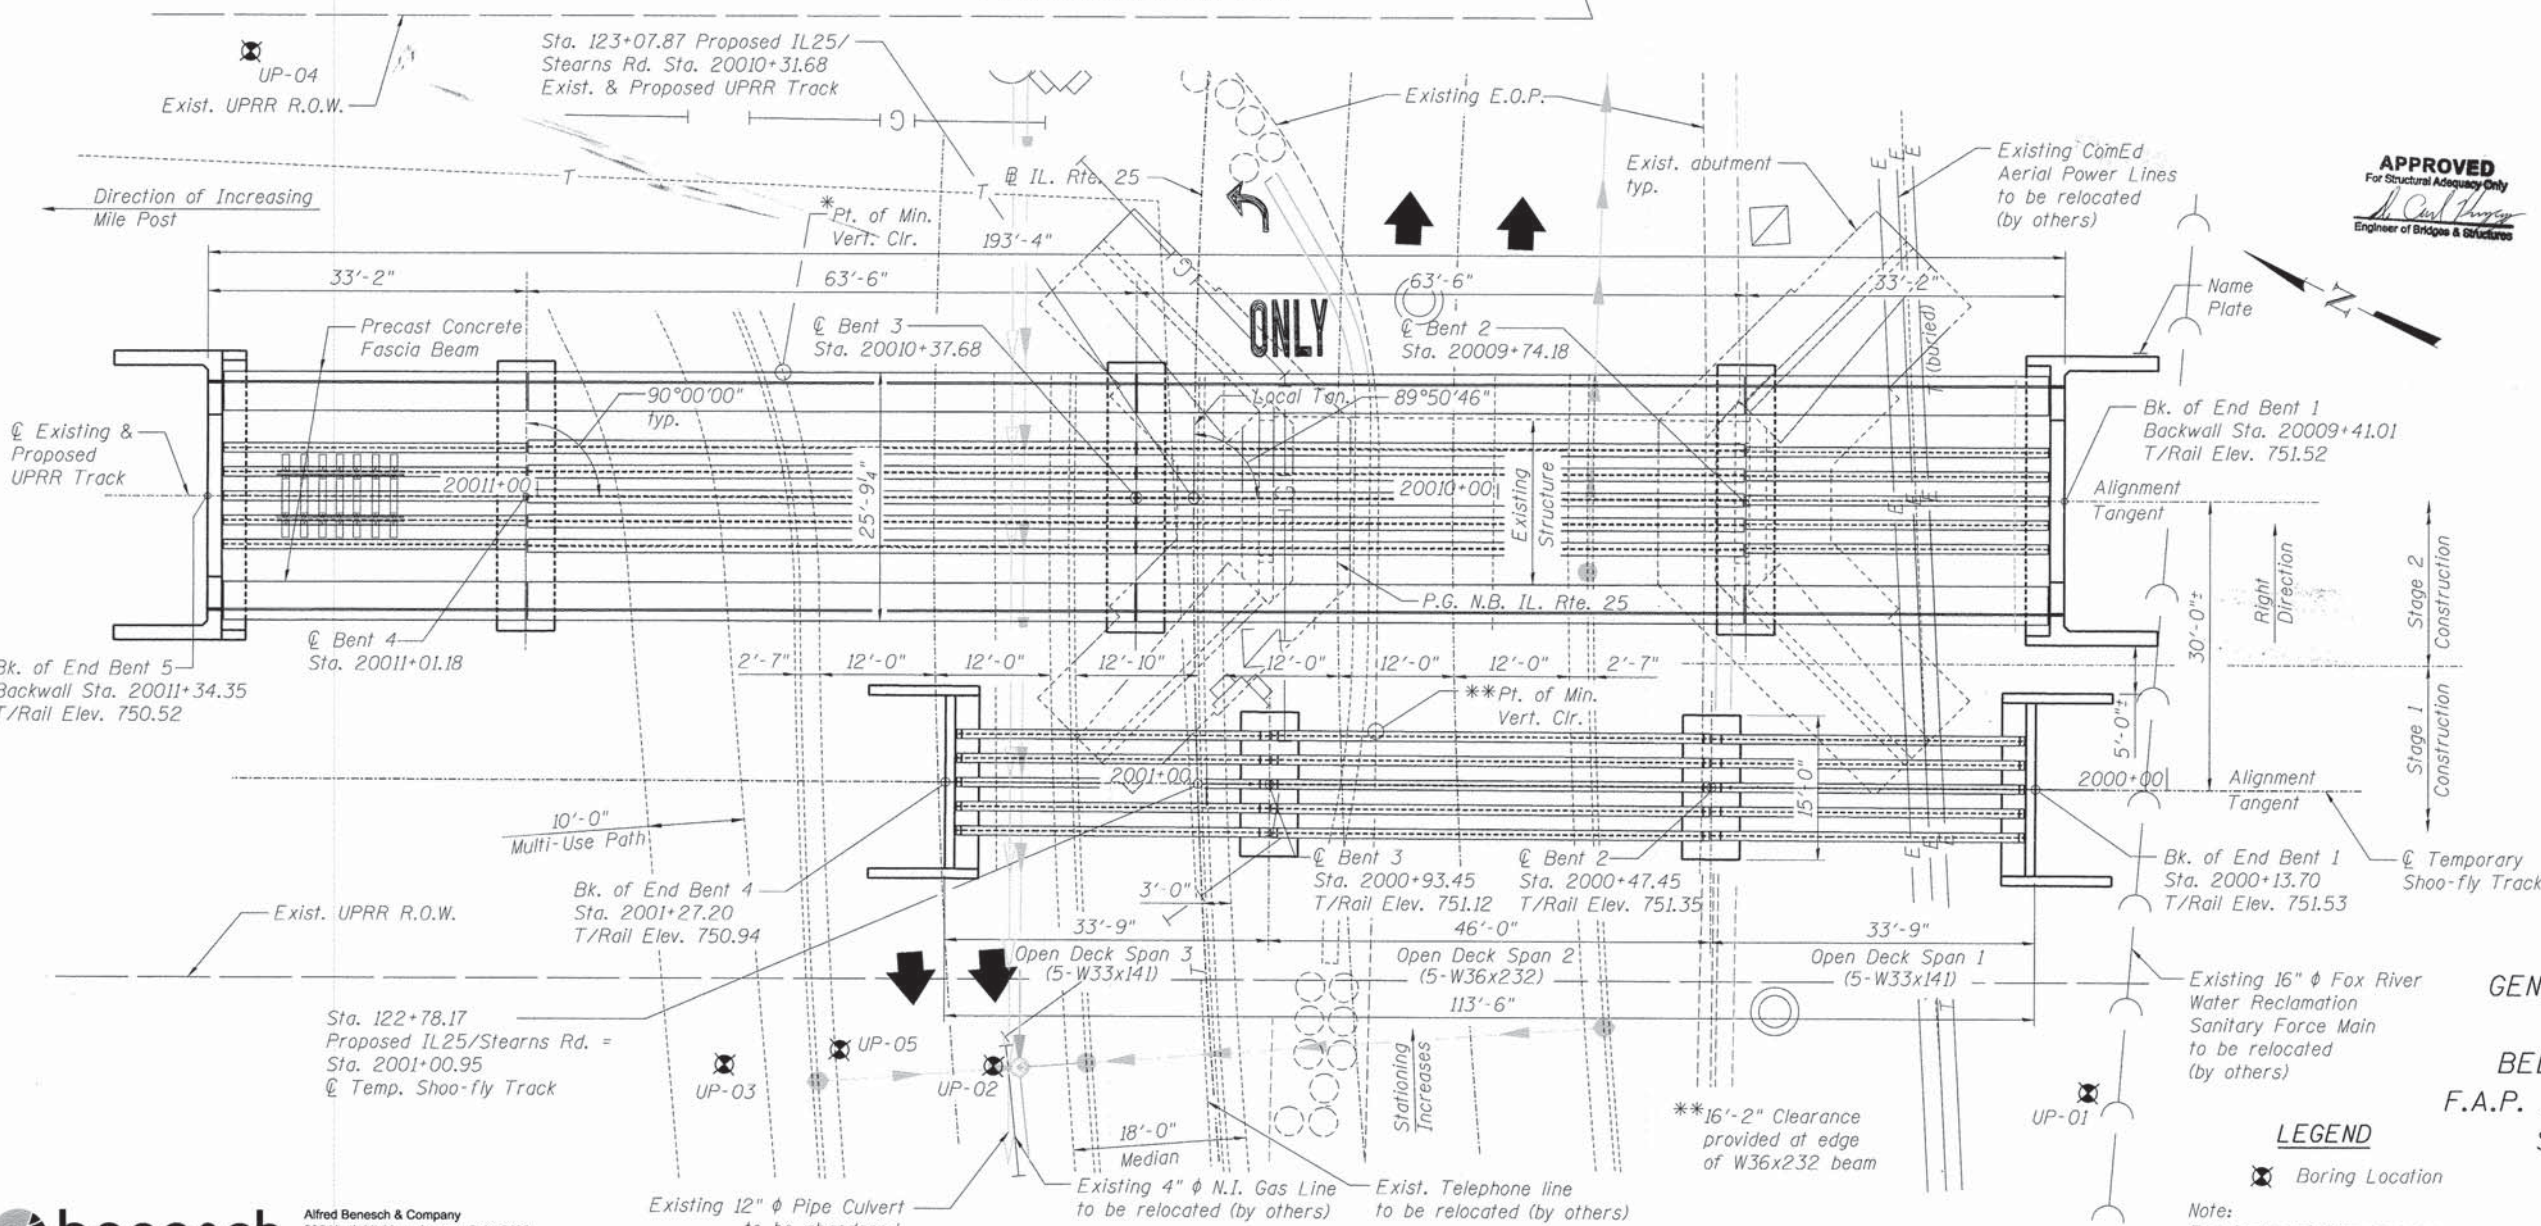 UP-04
Exist. UPRR R.O.W.
Sta. 123+07.87 Proposed IL25/
Stearns Rd. Sta. 20010+31.68
Exist. & Proposed UPRR Track
G
Existing E.O.P.
T
T
℄ IL. Rte. 25
Direction of Increasing
Mile Post
*
Pt. of Min.
Vert. Clr.
Exist. abutment
typ.
E
E
E
Existing ComEd
Aerial Power Lines
to be relocated
(by others)
APPROVED
For Structural Adequacy Only
Engineer of Bridges & Structures
193'-4"
33'-2"
63'-6"
63'-6"
33'-2"
G
N
Name
Plate
Precast Concrete
Fascia Beam
℄ Bent 3
Sta. 20010+37.68
ONLY
℄ Bent 2
Sta. 20009+74.18
T (buried)
90°00'00"
typ.
Local Tan.
89°50'46"
℄ Existing &
Proposed
UPRR Track
Bk. of End Bent 1
Backwall Sta. 20009+41.01
T/Rail Elev. 751.52
20011+00
25'-9¼"
20010+00
Existing
Structure
E
E
Alignment
Tangent
Right
Direction
Stage 2
Construction
P.G. N.B. IL. Rte. 25
30'-0"±
℄ Bent 4
Sta. 20011+01.18
Bk. of End Bent 5
Backwall Sta. 20011+34.35
T/Rail Elev. 750.52
2'-7"
12'-0"
12'-0"
12'-10"
12'-0"
12'-0"
12'-0"
2'-7"
**Pt. of Min.
Vert. Clr.
5'-0"±
Stage 1
Construction
2001+00
15'-0"
2000+00
Alignment
Tangent
10'-0"
Multi-Use Path
℄ Bent 3
Sta. 2000+93.45
T/Rail Elev. 751.12
℄ Bent 2
Sta. 2000+47.45
T/Rail Elev. 751.35
E
E
Bk. of End Bent 1
Sta. 2000+13.70
T/Rail Elev. 751.53
℄ Temporary
Shoo-fly Track
Bk. of End Bent 4
Sta. 2001+27.20
T/Rail Elev. 750.94
3'-0"
Exist. UPRR R.O.W.
33'-9"
46'-0"
33'-9"
Open Deck Span 3
(5-W33x141)
Open Deck Span 2
(5-W36x232)
Open Deck Span 1
(5-W33x141)
113'-6"
Existing 16" ϕ Fox River
Water Reclamation
Sanitary Force Main
to be relocated
(by others)
GEN
Sta. 122+78.17
Proposed IL25/Stearns Rd. =
Sta. 2001+00.95
℄ Temp. Shoo-fly Track
UP-03
UP-05
UP-02
Stationing
Increases
**16'-2" Clearance
provided at edge
of W36x232 beam
UP-01
F.A.P.
LEGEND
Boring Location
18'-0"
Median
Existing 12" ϕ Pipe Culvert
Existing 4" ϕ N.I. Gas Line
to be relocated (by others)
Exist. Telephone line
to be relocated (by others)
Note:
benesch
Alfred Benesch & Company